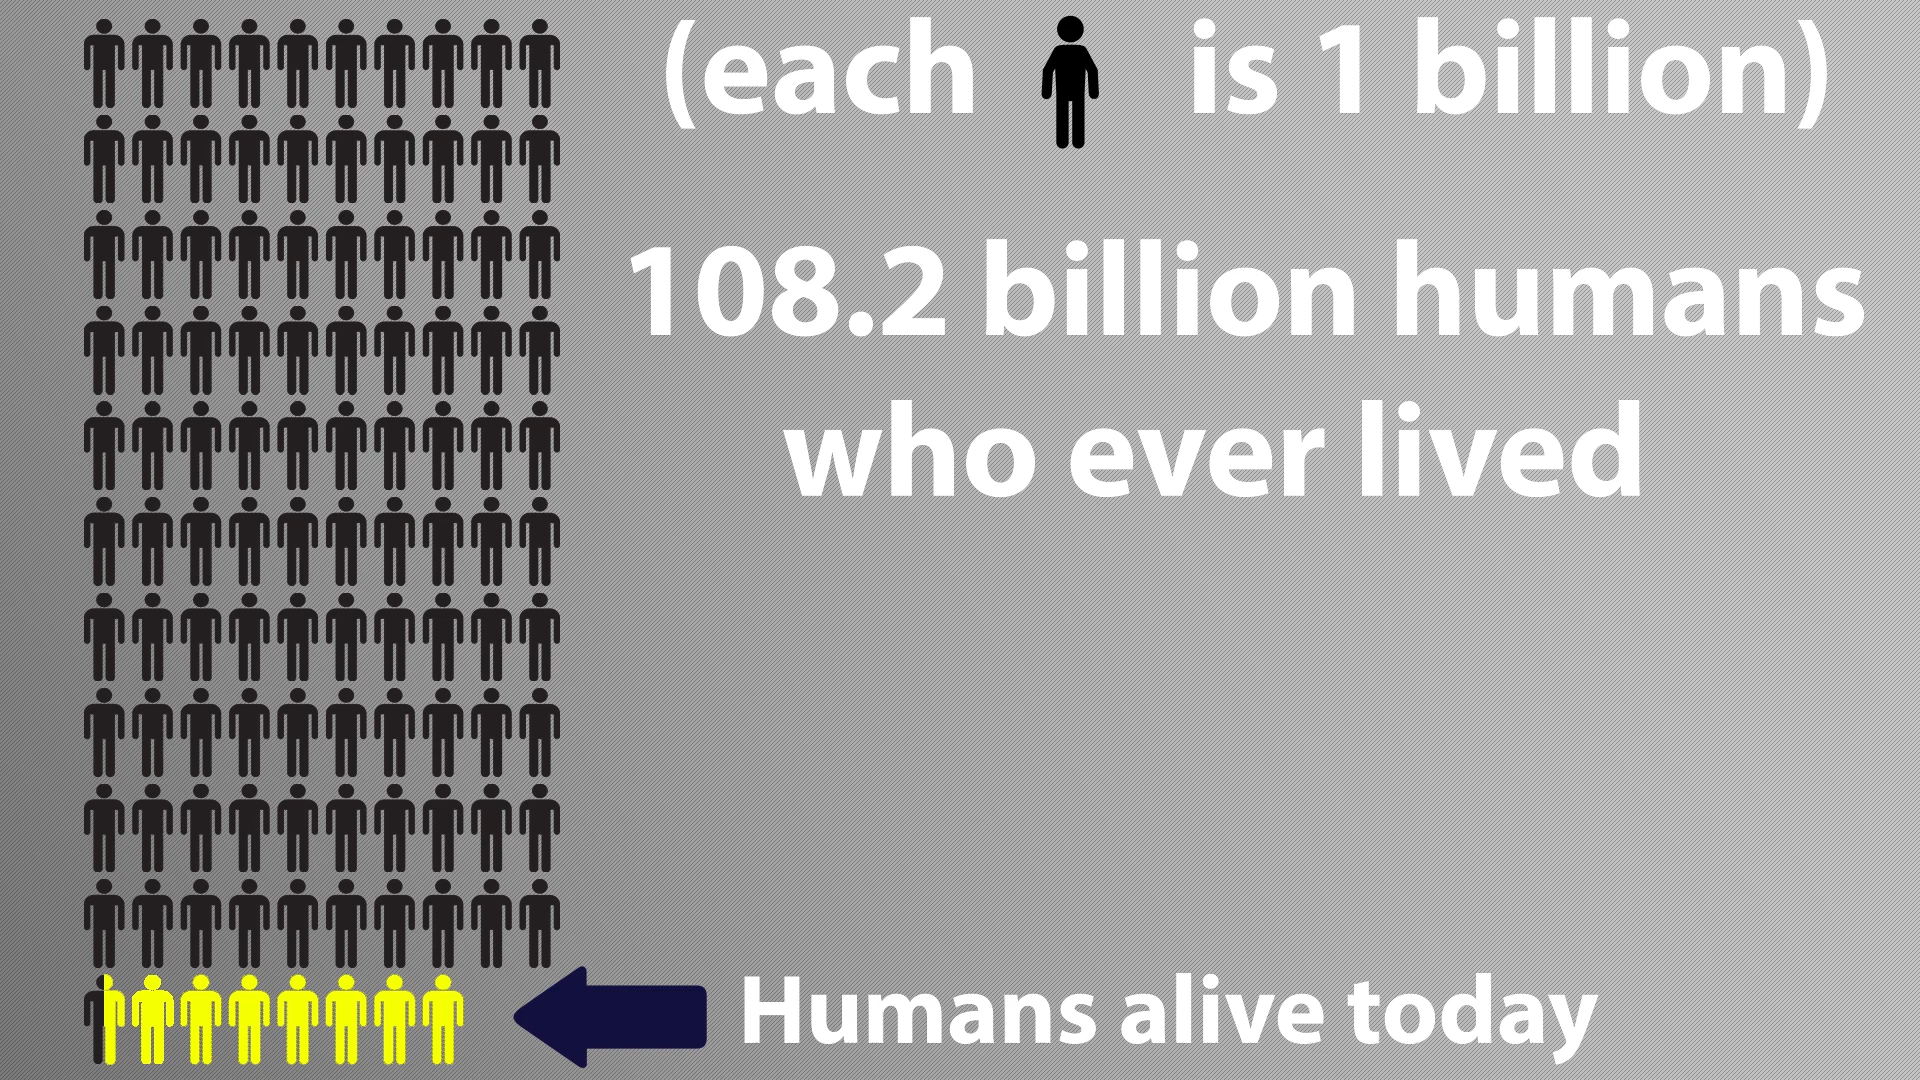 (each is 1 billion)
108.2 billion humans
who ever lived
Humans alive today